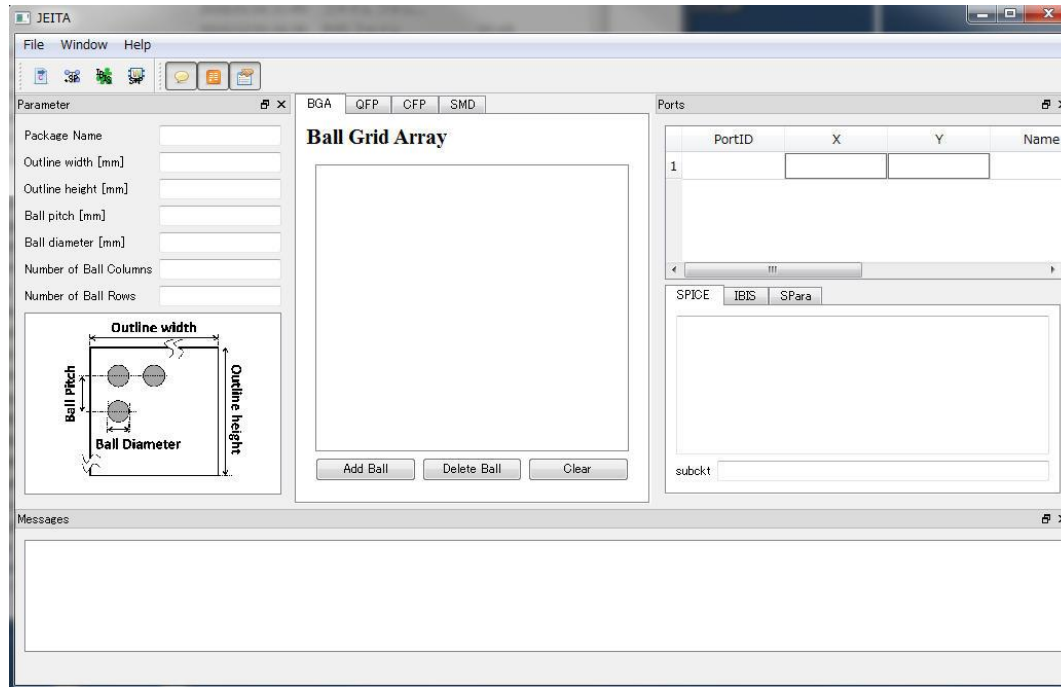 JEITA
File Window Help
Parameter
Package Name
Outline width [mm]
Outline height [mm]
Ball pitch [mm]
Ball diameter [mm]
Number of Ball Columns
Number of Ball Rows
Outline width
Ball Pitch
Outline height
Ball Diameter
BGA QFP CFP SMD
Ball Grid Array
Add Ball Delete Ball Clear
Ports
PortID X Y Name
1
SPICE IBIS SPara
subckt
Messages